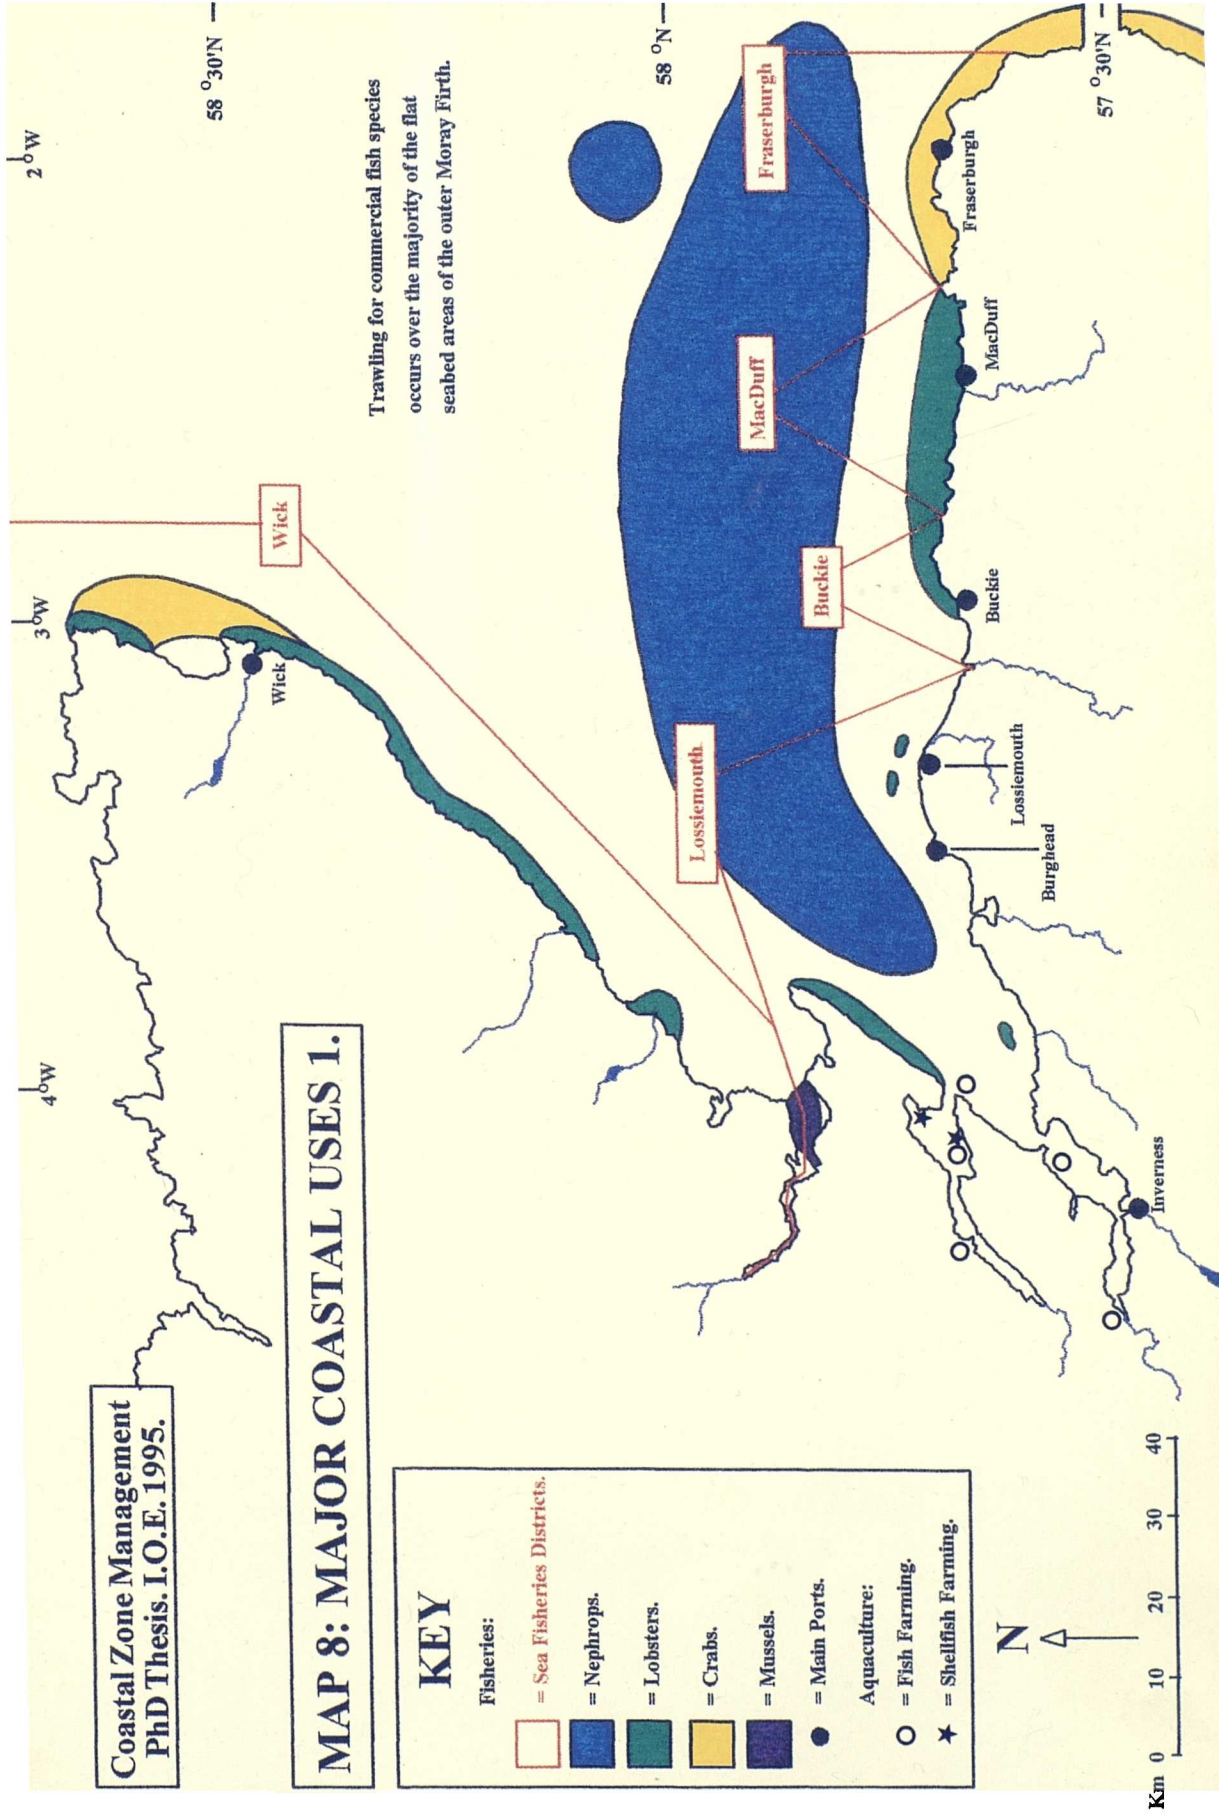 Coastal Zone Management
PhD Thesis. I.O.E. 1995.
MAP 8: MAJOR COASTAL USES 1.
4°W
3°W
2°W
58 °30'N
58 °N
57 °30'N
Trawling for commercial fish species
occurs over the majority of the flat
seabed areas of the outer Moray Firth.
Wick
Wick
Lossiemouth
Buckie
MacDuff
Fraserburgh
Inverness
Burghead
Lossiemouth
Buckie
MacDuff
Fraserburgh
KEY
Fisheries:
= Sea Fisheries Districts.
= Nephrops.
= Lobsters.
= Crabs.
= Mussels.
= Main Ports.
Aquaculture:
= Fish Farming.
= Shellfish Farming.
N
Km 0 10 20 30 40